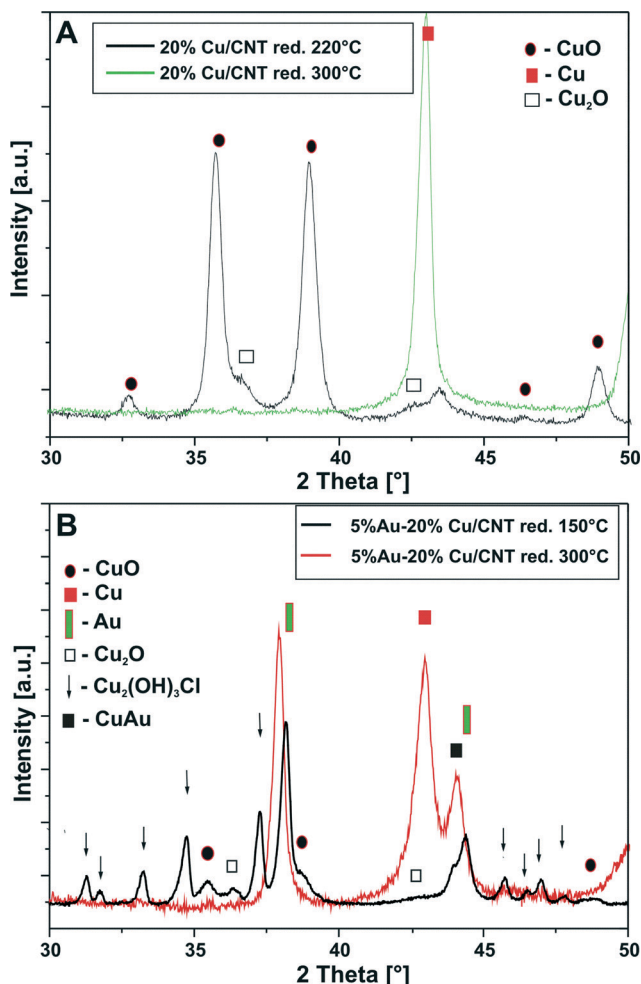 A
20% Cu/CNT red. 220°C
20% Cu/CNT red. 300°C
- CuO
- Cu
- Cu₂O
Intensity [a.u.]
30 35 40 45 50
2 Theta [°]
B
5%Au-20% Cu/CNT red. 150°C
5%Au-20% Cu/CNT red. 300°C
- CuO
- Cu
- Au
- Cu₂O
- Cu₂(OH)₃Cl
- CuAu
Intensity [a.u.]
30 35 40 45 50
2 Theta [°]